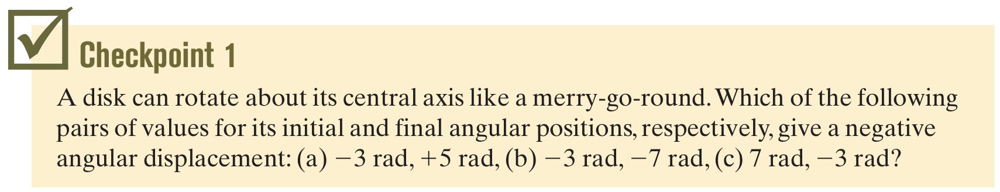 Checkpoint 1
A disk can rotate about its central axis like a merry-go-round. Which of the following
pairs of values for its initial and final angular positions, respectively, give a negative
angular displacement: (a) −3 rad, +5 rad, (b) −3 rad, −7 rad, (c) 7 rad, −3 rad?